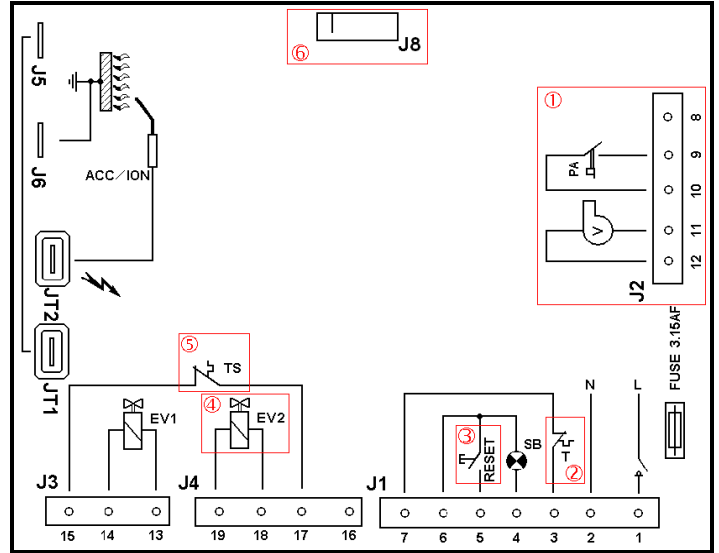 ⑥
J8
J5
①
8
9
PA
10
J6
ACC/ION
11
V
12
J2
JT2
FUSE 3.15AF
⑤
TS
JT1
④
N
L
EV1
EV2
③
SB
②
T
RESET
J3
J4
J1
15
14
13
19
18
17
16
7
6
5
4
3
2
1